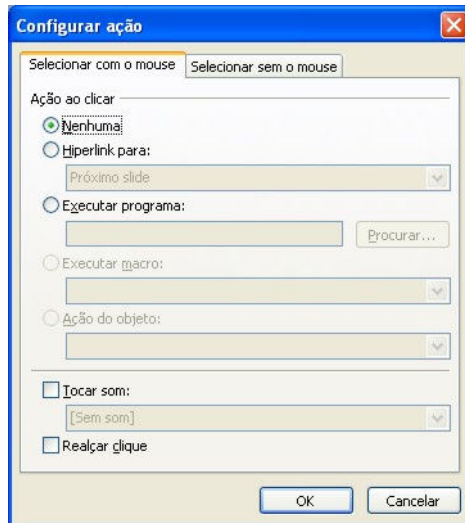 Configurar ação
Selecionar com o mouse Selecionar sem o mouse
Ação ao clicar
Nenhuma
Hiperlink para:
Próximo slide
Executar programa:
Procurar...
Executar macro:
Ação do objeto:
Tocar som:
[Sem som]
Realçar clique
OK Cancelar